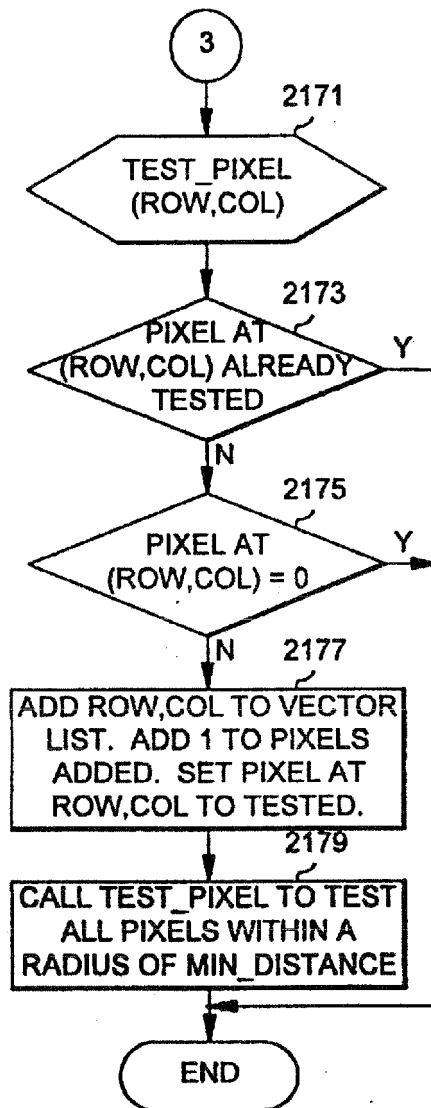 3
2171
TEST_PIXEL
(ROW,COL)
2173
PIXEL AT
(ROW,COL) ALREADY
TESTED
Y
N
2175
PIXEL AT
(ROW,COL) = 0
Y
N
2177
ADD ROW,COL TO VECTOR
LIST. ADD 1 TO PIXELS
ADDED. SET PIXEL AT
ROW,COL TO TESTED.
2179
CALL TEST_PIXEL TO TEST
ALL PIXELS WITHIN A
RADIUS OF MIN_DISTANCE
END